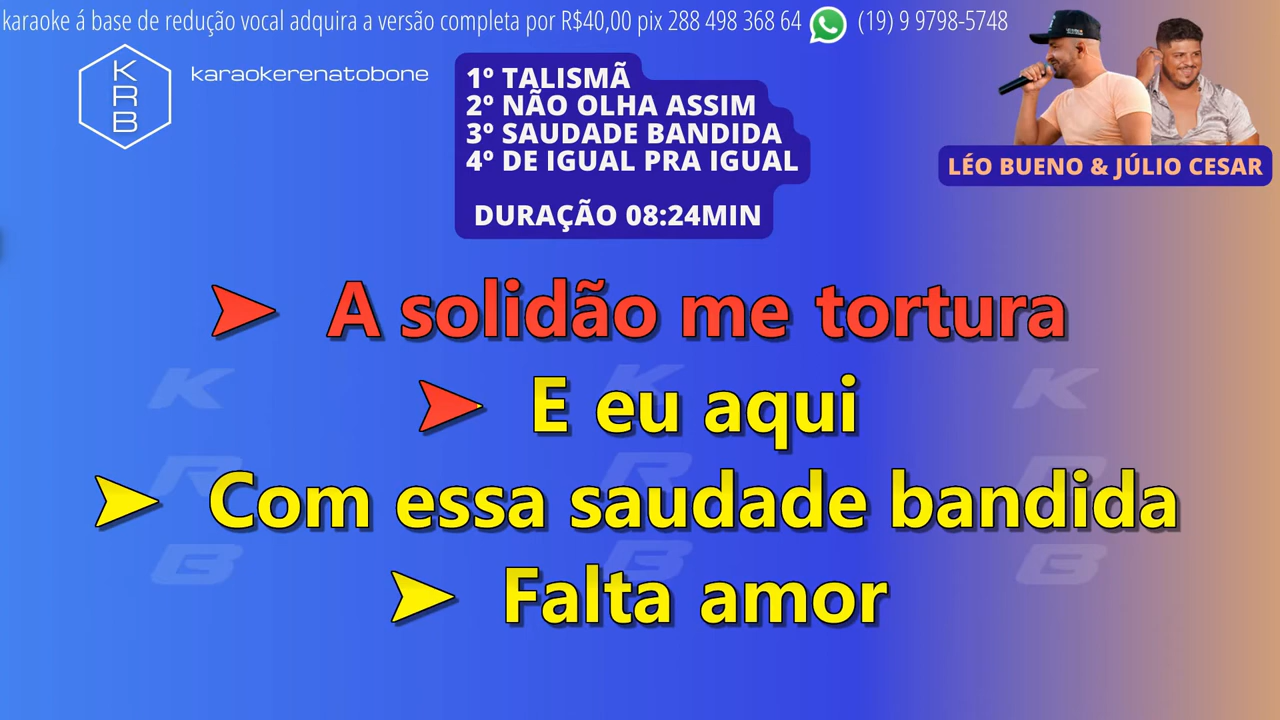 karaoke á base de redução vocal adquira a versão completa por R$40,00 pix 288 498 368 64 (19) 9 9798-5748
K
R
B
karaokerenatobone
1º TALISMÃ
2º NÃO OLHA ASSIM
3º SAUDADE BANDIDA
4º DE IGUAL PRA IGUAL
DURAÇÃO 08:24MIN
LÉO BUENO & JÚLIO CESAR
➤ A solidão me tortura
➤ E eu aqui
➤ Com essa saudade bandida
➤ Falta amor
K K K
R R R
B B B